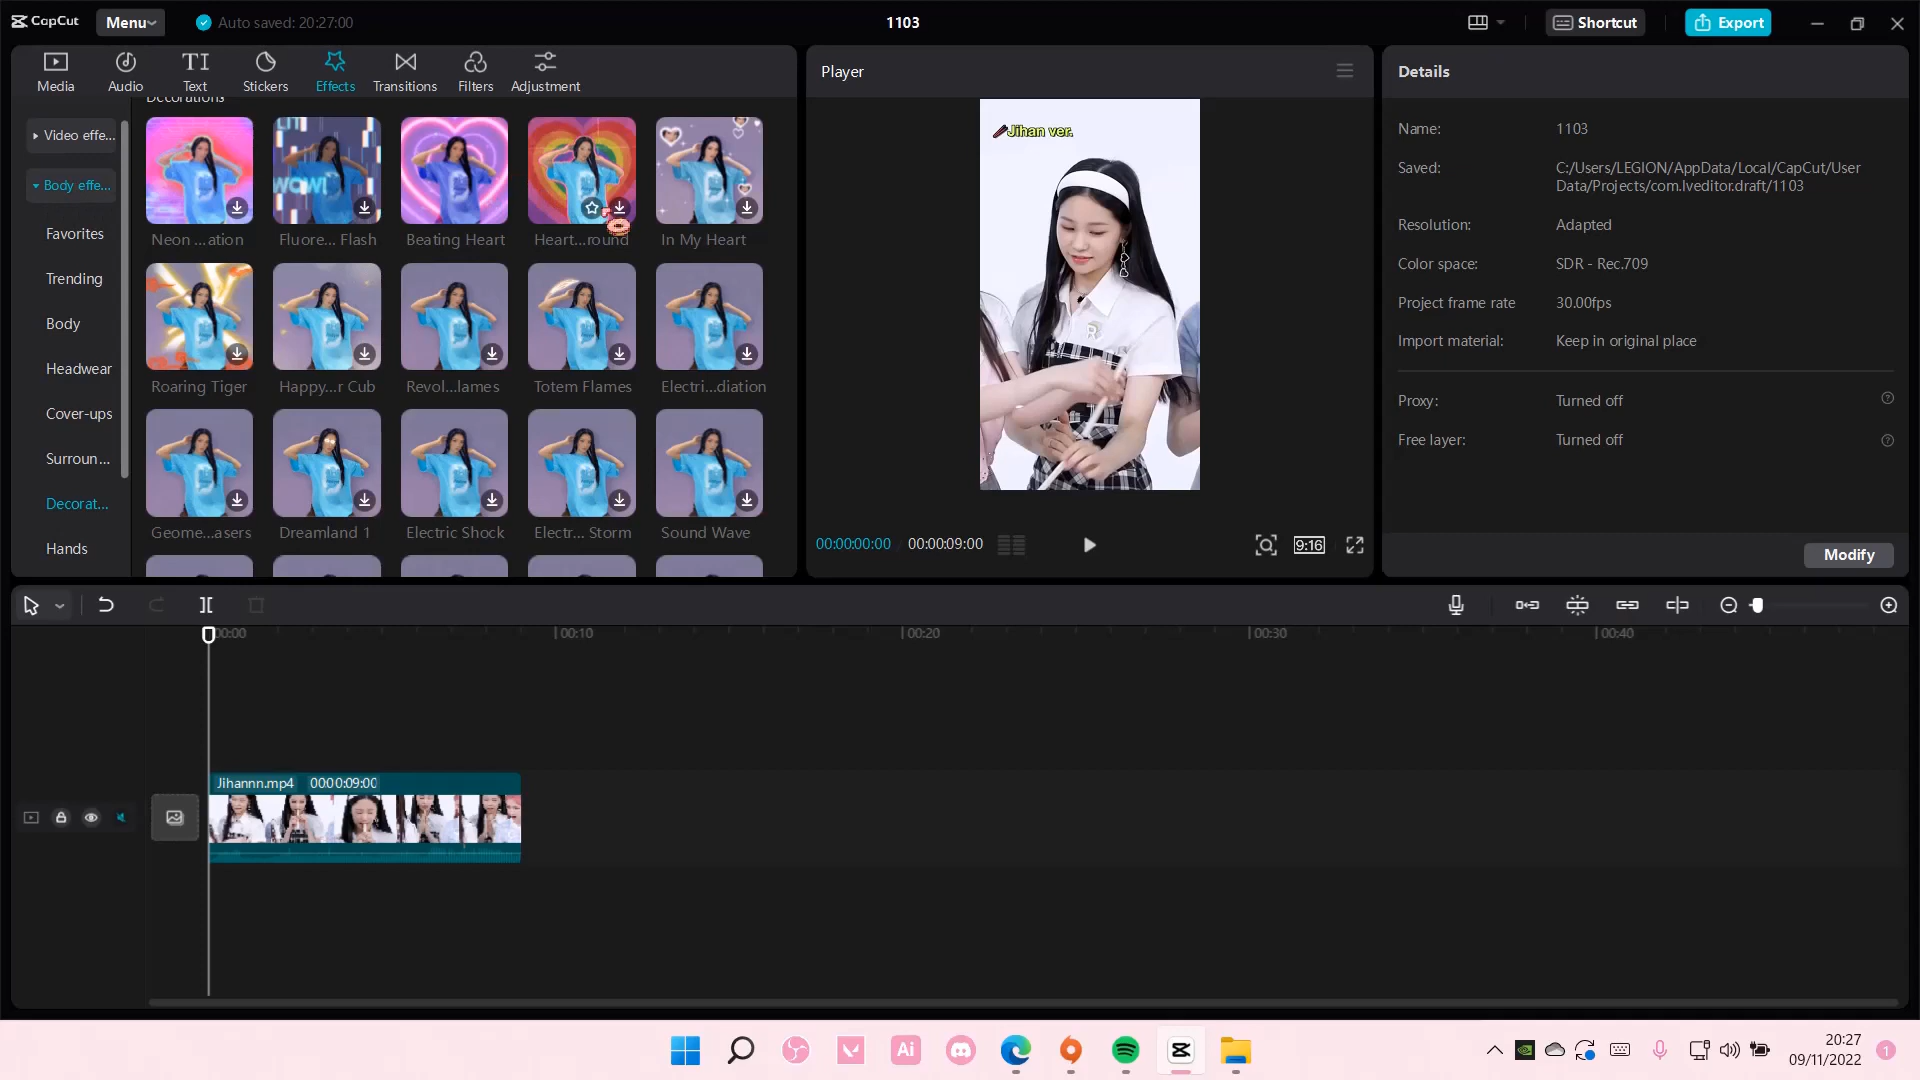 CapCut
Menu
Auto saved: 20:27:00
1103
Shortcut
Export
Media
Audio
Text
Stickers
Effects
Transitions
Filters
Adjustment
Video effe...
Body effe...
Favorites
Trending
Body
Headwear
Cover-ups
Surroun...
Decorat...
Hands
Decorations
Neon ...ation
Fluore... Flash
Beating Heart
Heart...round
In My Heart
Roaring Tiger
Happy...r Cub
Revol...lames
Totem Flames
Electri...diation
Geome...asers
Dreamland 1
Electric Shock
Electr... Storm
Sound Wave
Player
Jihan ver.
00:00:00:00
00:00:09:00
9:16
Details
Name:
1103
Saved:
C:/Users/LEGION/AppData/Local/CapCut/User
Data/Projects/com.lveditor.draft/1103
Resolution:
Adapted
Color space:
SDR - Rec.709
Project frame rate
30.00fps
Import material:
Keep in original place
Proxy:
Turned off
Free layer:
Turned off
Modify
00:00
00:10
00:20
00:30
00:40
Jihannn.mp4 00:00:09:00
Ai
20:27
09/11/2022
1